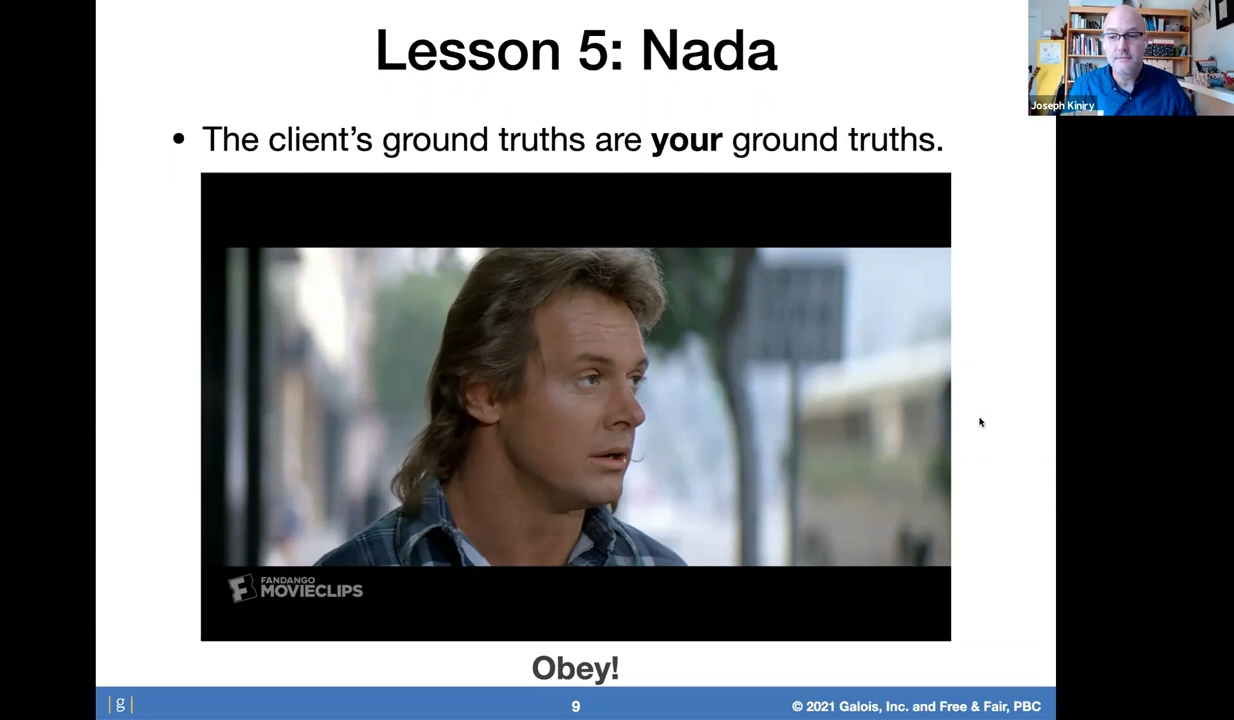 Lesson 5: Nada
Joseph Kiniry
• The client’s ground truths are your ground truths.
FANDANGO
MOVIECLIPS
Obey!
|g|
9
© 2021 Galois, Inc. and Free & Fair, PBC